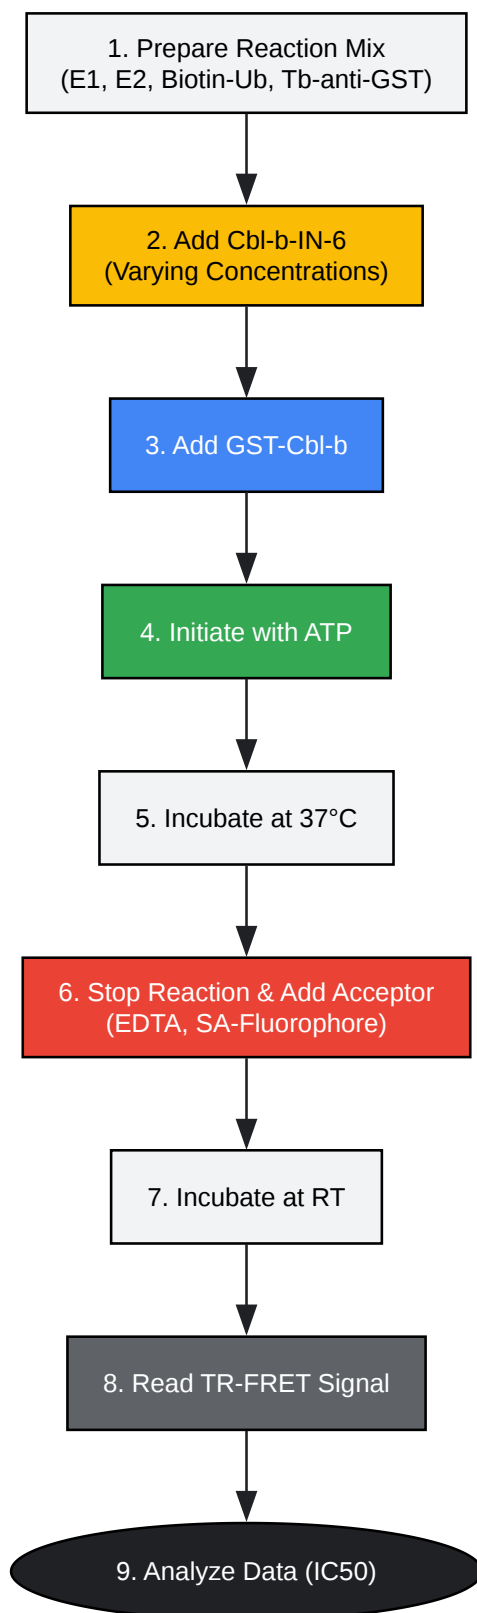 1. Prepare Reaction Mix
(E1, E2, Biotin-Ub, Tb-anti-GST)
2. Add Cbl-b-IN-6
(Varying Concentrations)
3. Add GST-Cbl-b
4. Initiate with ATP
5. Incubate at 37°C
6. Stop Reaction & Add Acceptor
(EDTA, SA-Fluorophore)
7. Incubate at RT
8. Read TR-FRET Signal
9. Analyze Data (IC50)